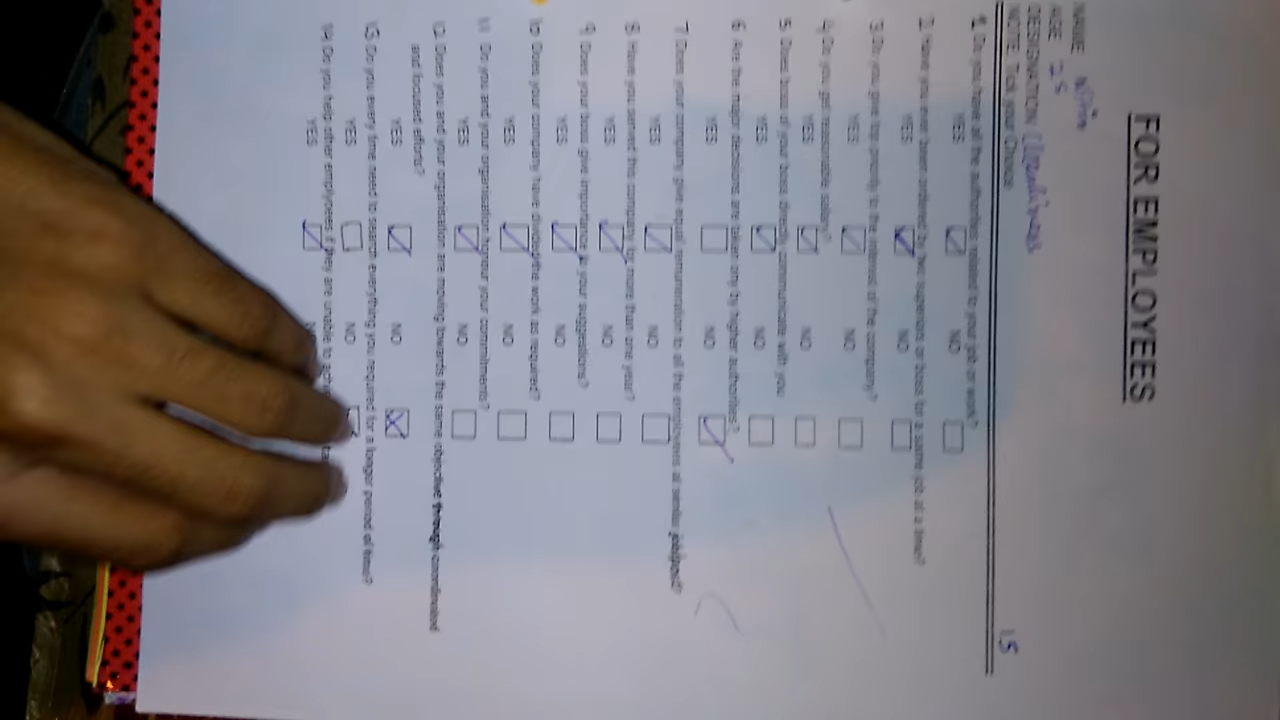 FOR EMPLOYEES
NAME
AGE 25
DESIGNATION
NOTE: Tick your Choice
15
1. Do you have all the authorities related to your job or work?
YES NO
2. Have you ever been ordered by two superiors or boss for a same job at a time?
YES NO
3. Do you give top priority to the interest of the company?
YES NO
4. Do you get reasonable salary?
YES NO
5. Does boss of your boss directly communicate with you
YES NO
6. Are the major decisions are taken only by higher authorities?
YES NO
7. Does your company give equal remuneration to all the employees at similar
YES NO
8. Have you served this company for more than one year?
YES NO
9. Does your boss give importance to your suggestions?
YES NO
10 Does your company have divided the work as required?
YES NO
11 Do you and your organisation honour your commitments?
YES NO
12. Does you and your organisation are moving towards the same objective through coordinated
and focused efforts?
YES NO
13. Do you every time need to search everything you required for a longer period of time?
YES NO
14 Do you help other employees if they are unable to
YES